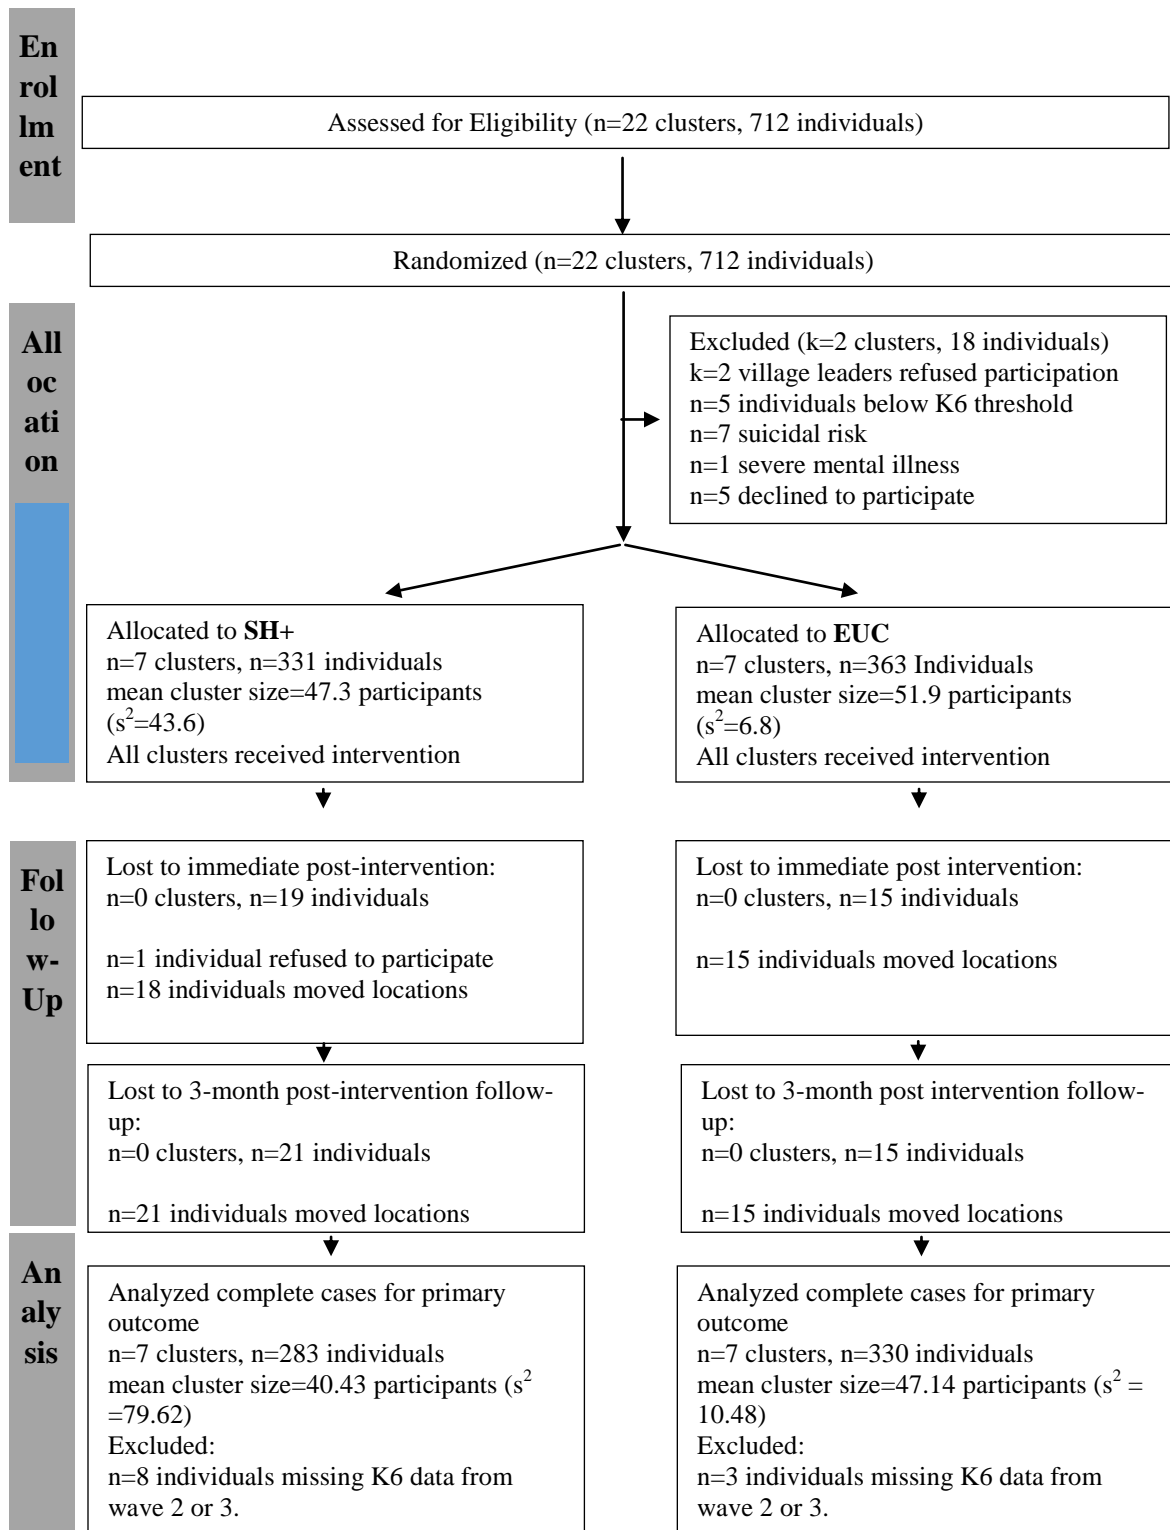 En
rol
lm
ent
Assessed for Eligibility (n=22 clusters, 712 individuals)
Randomized (n=22 clusters, 712 individuals)
All
oc
ati
on
Excluded (k=2 clusters, 18 individuals)
k=2 village leaders refused participation
n=5 individuals below K6 threshold
n=7 suicidal risk
n=1 severe mental illness
n=5 declined to participate
Allocated to SH+
n=7 clusters, n=331 individuals
mean cluster size=47.3 participants
(s²=43.6)
All clusters received intervention
Allocated to EUC
n=7 clusters, n=363 Individuals
mean cluster size=51.9 participants
(s²=6.8)
All clusters received intervention
Fol
lo
w-
Up
Lost to immediate post-intervention:
n=0 clusters, n=19 individuals
n=1 individual refused to participate
n=18 individuals moved locations
Lost to immediate post intervention:
n=0 clusters, n=15 individuals
n=15 individuals moved locations
Lost to 3-month post-intervention follow-
up:
n=0 clusters, n=21 individuals
n=21 individuals moved locations
Lost to 3-month post intervention follow-
up:
n=0 clusters, n=15 individuals
n=15 individuals moved locations
An
aly
sis
Analyzed complete cases for primary
outcome
n=7 clusters, n=283 individuals
mean cluster size=40.43 participants (s²
=79.62)
Excluded:
n=8 individuals missing K6 data from
wave 2 or 3.
Analyzed complete cases for primary
outcome
n=7 clusters, n=330 individuals
mean cluster size=47.14 participants (s² =
10.48)
Excluded:
n=3 individuals missing K6 data from
wave 2 or 3.